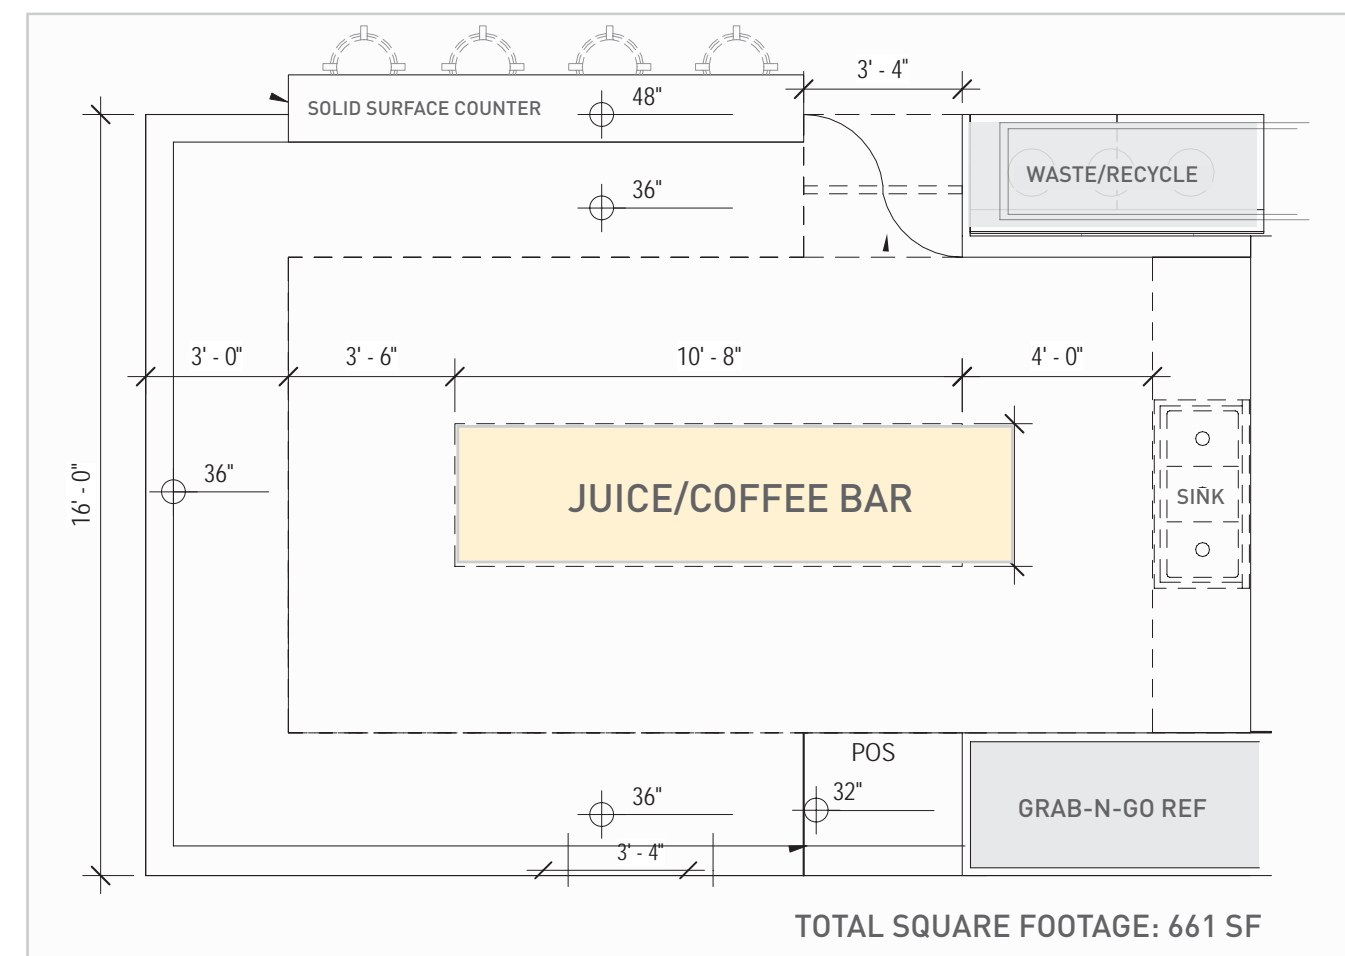 3' - 4"
SOLID SURFACE COUNTER
48"
WASTE/RECYCLE
36"
3' - 0"
3' - 6"
10' - 8"
4' - 0"
16' - 0"
36"
JUICE/COFFEE BAR
SINK
POS
36"
32"
GRAB-N-GO REF
3' - 4"
TOTAL SQUARE FOOTAGE: 661 SF